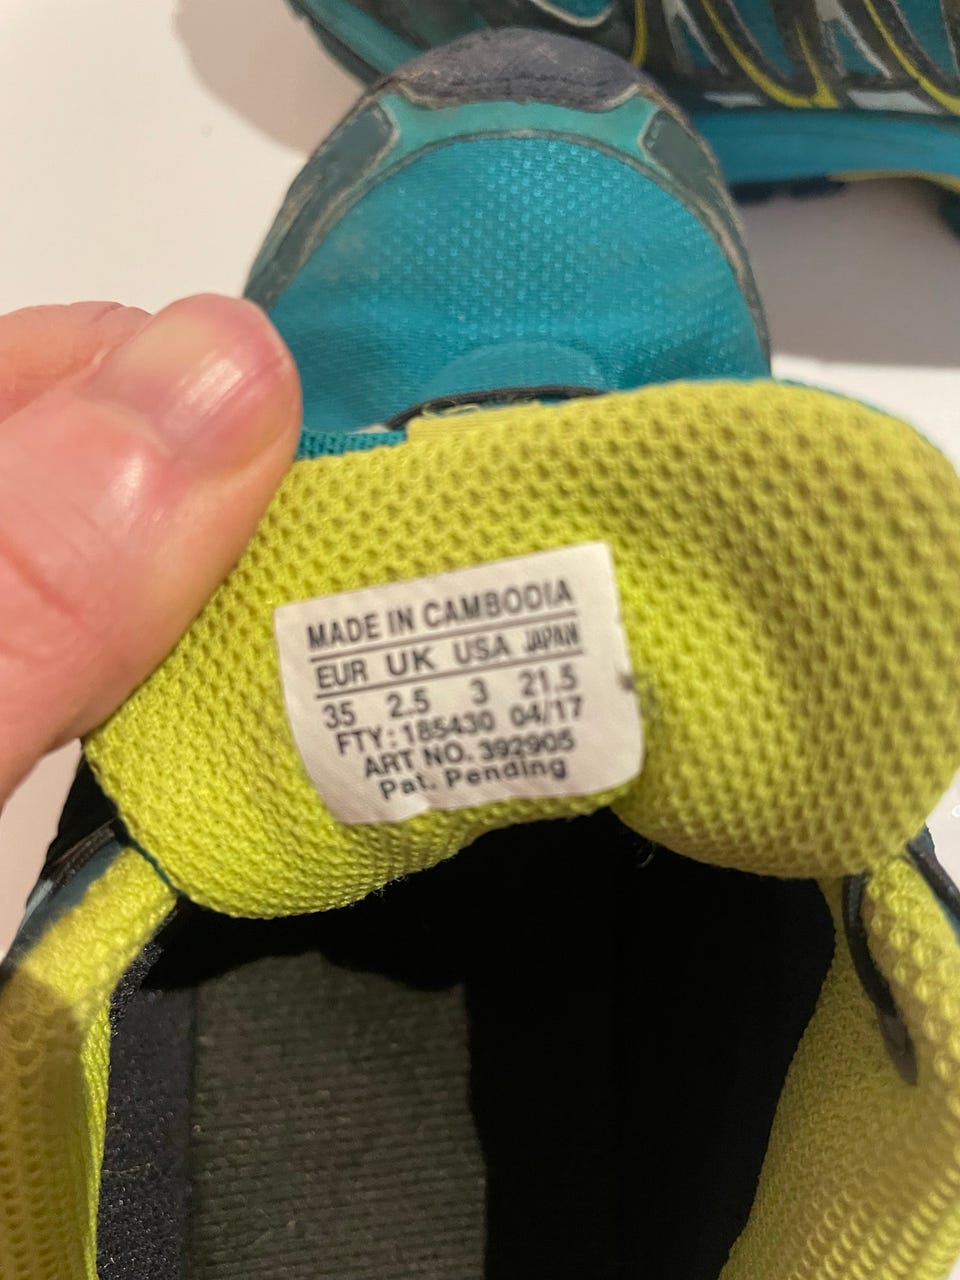 MADE IN CAMBODIA
EUR UK USA JAPAN
35 2.5 3 21.5
FTY: 185430 04/17
ART NO. 392905
Pat. Pending